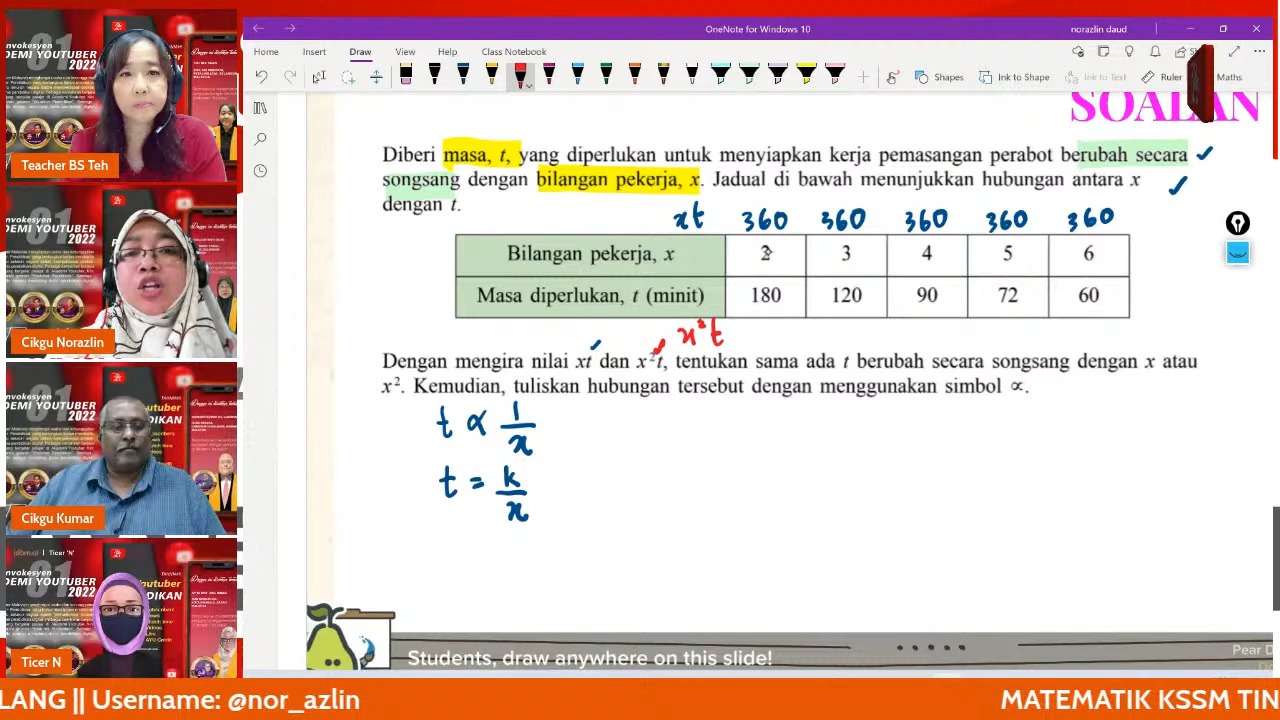 OneNote for Windows 10
norazlin daud
Home Insert Draw View Help Class Notebook
Shapes
Ink to Shape
Ink to Text
Ruler
Maths
SOALAN
Diberi masa, t, yang diperlukan untuk menyiapkan kerja pemasangan perabot berubah secara
songsang dengan bilangan pekerja, x. Jadual di bawah menunjukkan hubungan antara x
dengan t.
xt 360 360 360 360 360
Bilangan pekerja, x 2 3 4 5 6
Masa diperlukan, t (minit) 180 120 90 72 60
x²t
Dengan mengira nilai xt dan x²t, tentukan sama ada t berubah secara songsang dengan x atau
x². Kemudian, tuliskan hubungan tersebut dengan menggunakan simbol ∝.
t ∝ 1/x
t = k/x
Students, draw anywhere on this slide!
Pear D
Teacher BS Teh
Cikgu Norazlin
Cikgu Kumar
Ticer N
nvokesyen
DEMI YOUTUBER
2022
LANG || Username: @nor_azlin
MATEMATIK KSSM TIN